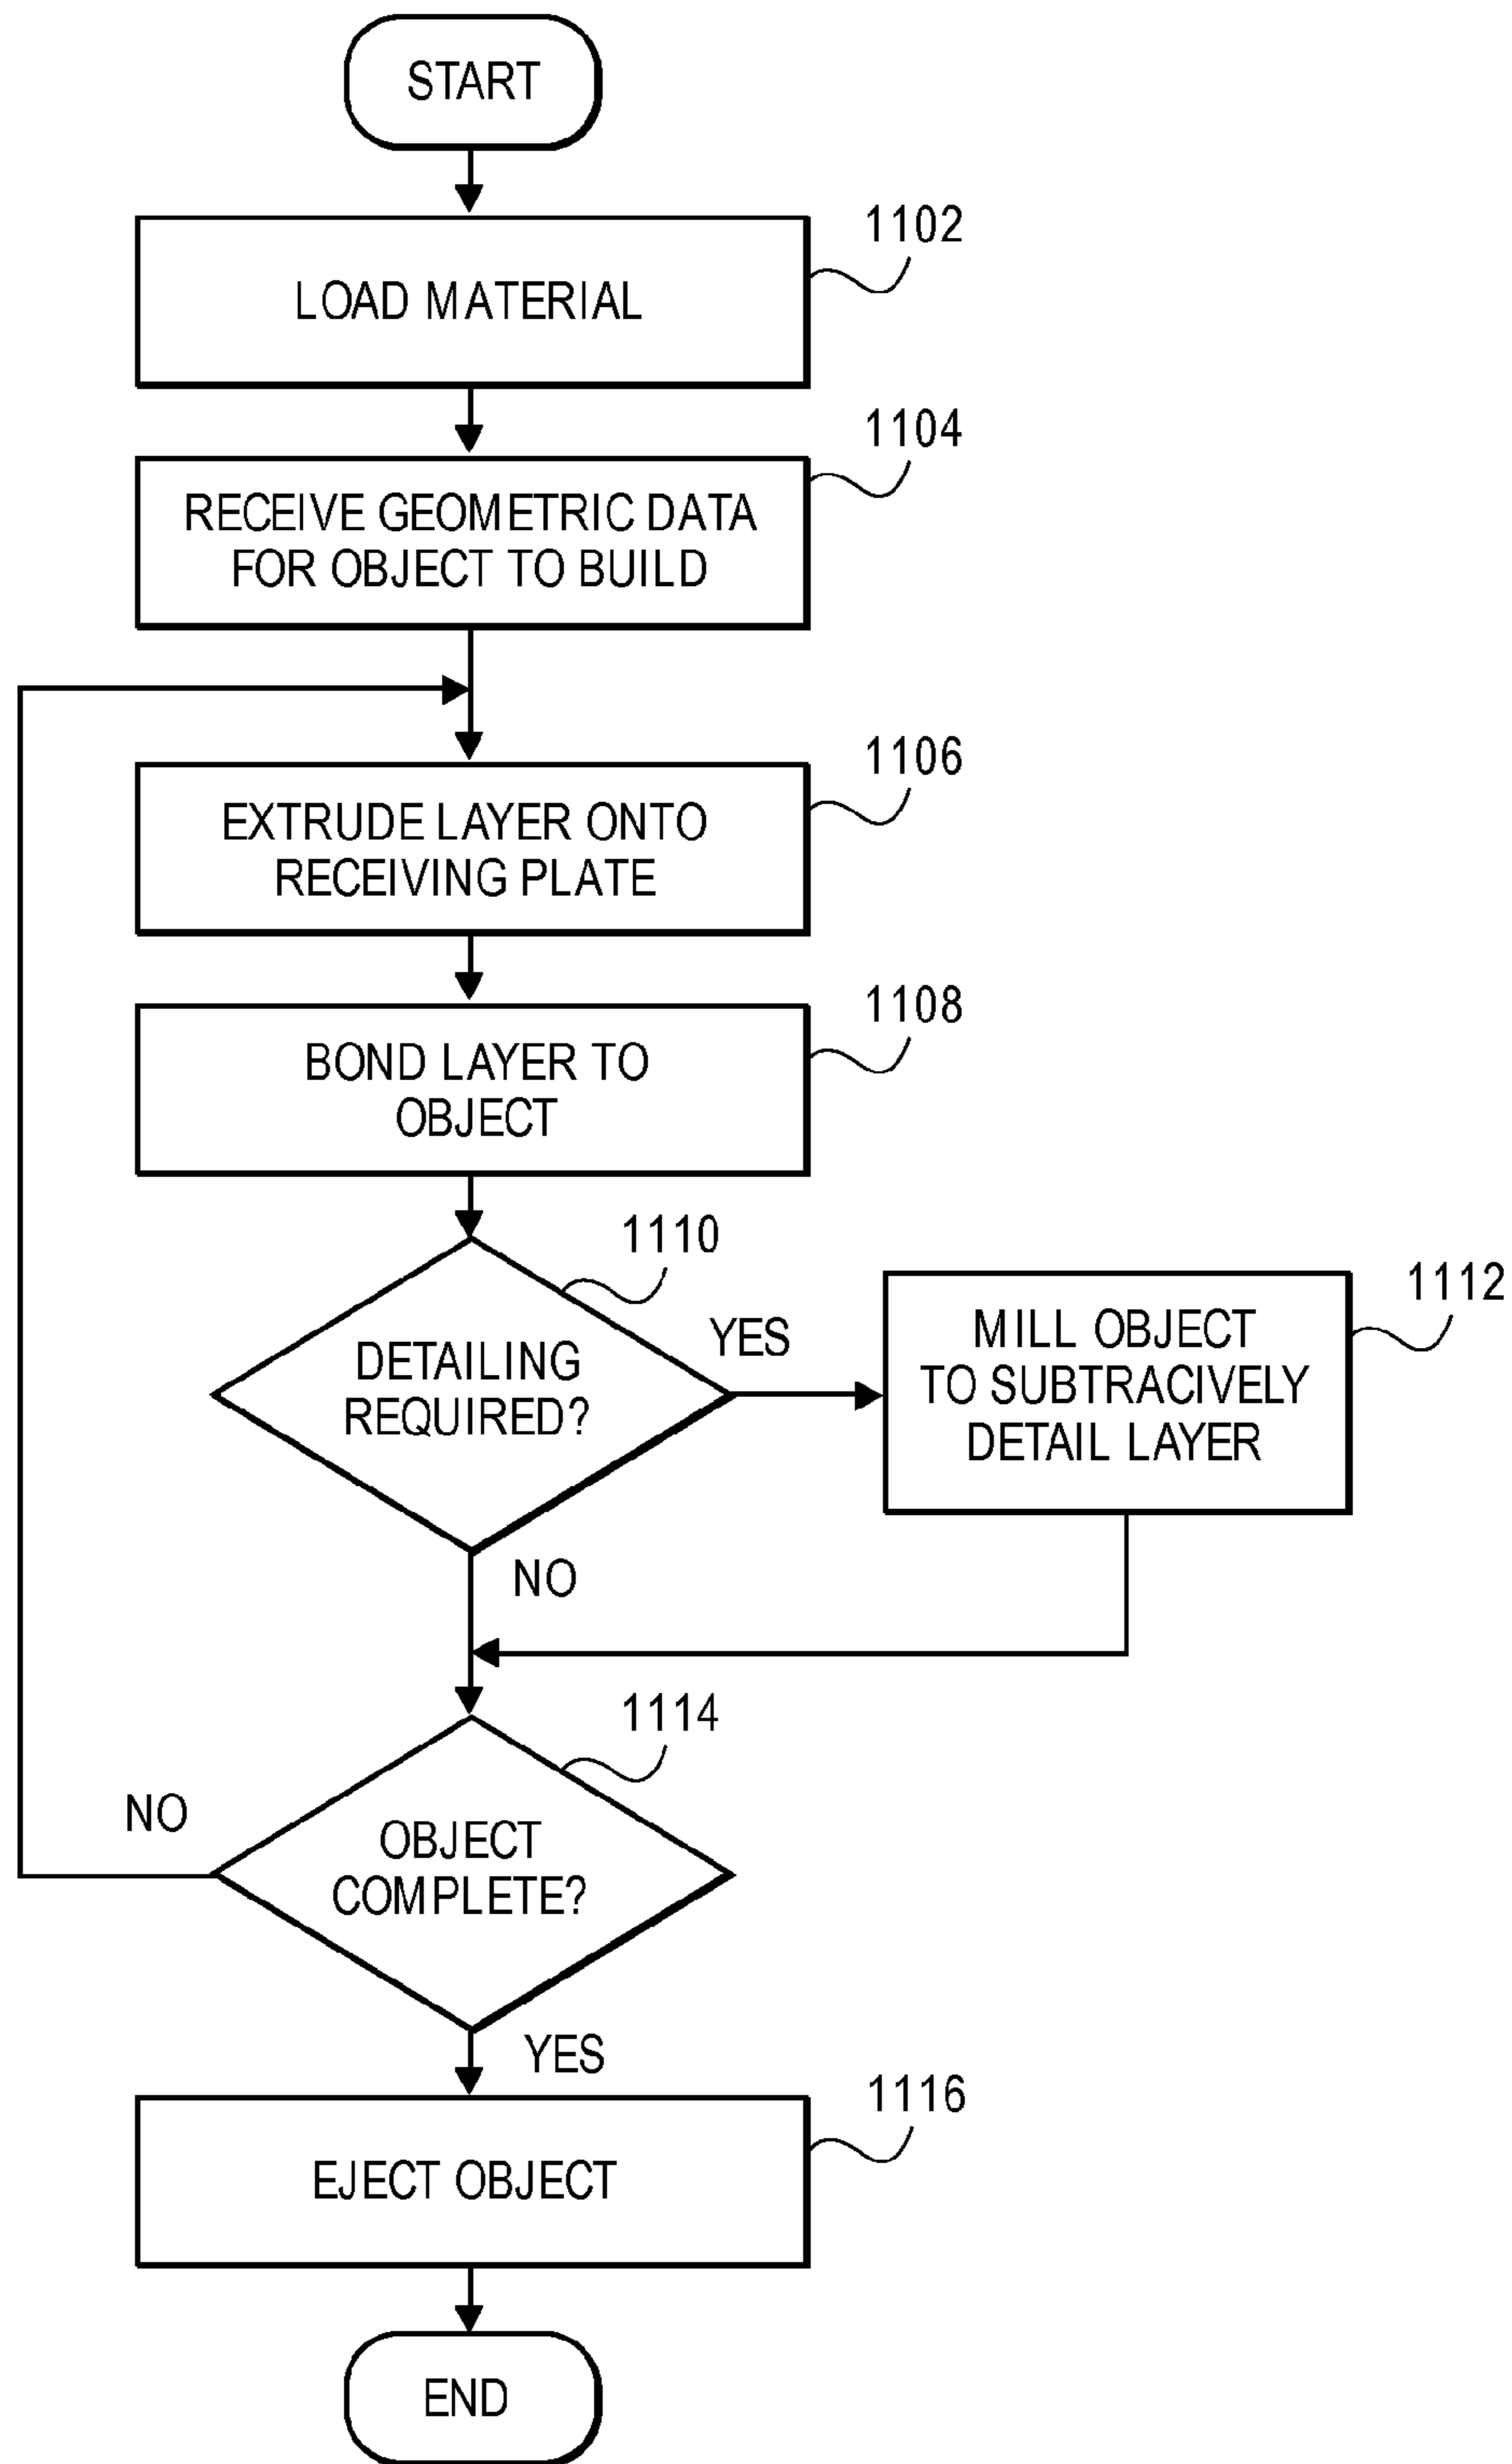 START
1102
LOAD MATERIAL
1104
RECEIVE GEOMETRIC DATA
FOR OBJECT TO BUILD
1106
EXTRUDE LAYER ONTO
RECEIVING PLATE
1108
BOND LAYER TO
OBJECT
1110
DETAILING
REQUIRED?
YES
1112
MILL OBJECT
TO SUBTRACIVELY
DETAIL LAYER
NO
1114
OBJECT
COMPLETE?
NO
YES
1116
EJECT OBJECT
END